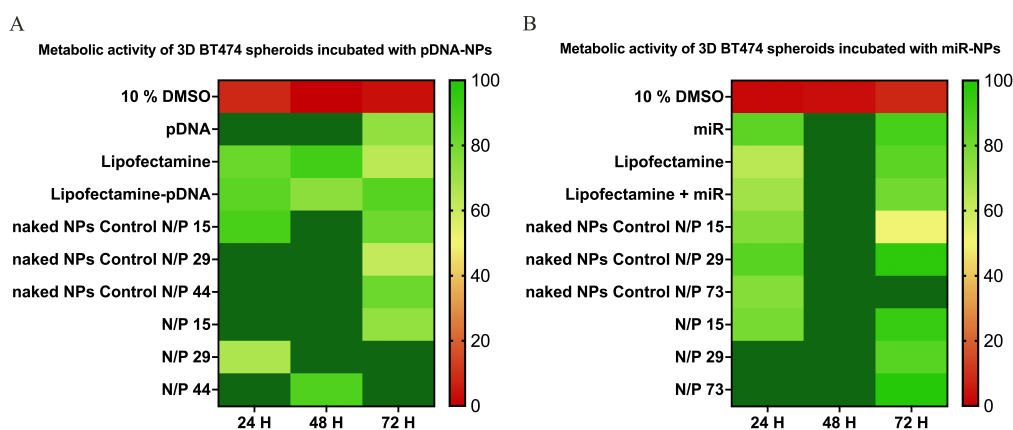 A
Metabolic activity of 3D BT474 spheroids incubated with pDNA-NPs
10 % DMSO
pDNA
Lipofectamine
Lipofectamine-pDNA
naked NPs Control N/P 15
naked NPs Control N/P 29
naked NPs Control N/P 44
N/P 15
N/P 29
N/P 44
24 H 48 H 72 H
100
80
60
40
20
0
B
Metabolic activity of 3D BT474 spheroids incubated with miR-NPs
10 % DMSO
miR
Lipofectamine
Lipofectamine + miR
naked NPs Control N/P 15
naked NPs Control N/P 29
naked NPs Control N/P 73
N/P 15
N/P 29
N/P 73
24 H 48 H 72 H
100
80
60
40
20
0